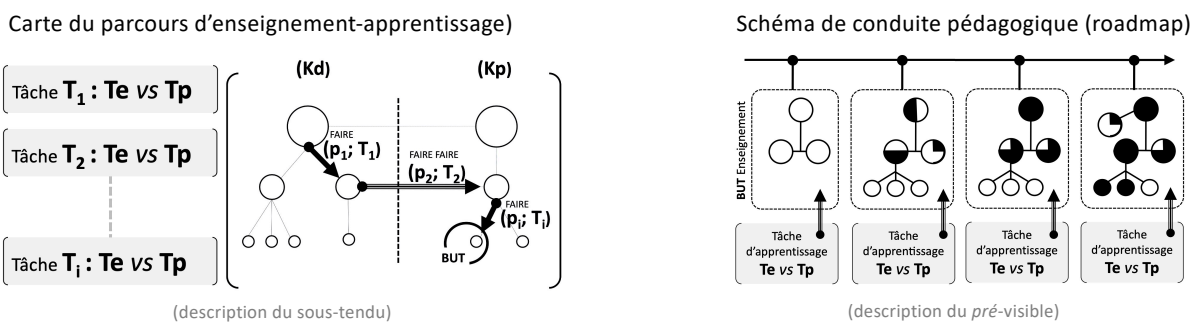 Carte du parcours d’enseignement-apprentissage)
Tâche T1 : Te vs Tp
Tâche T2 : Te vs Tp
Tâche Ti : Te vs Tp
(Kd)
(Kp)
FAIRE
(p1; T1)
FAIRE FAIRE
(p2; T2)
FAIRE
(pi; Ti)
BUT
(description du sous-tendu)
Schéma de conduite pédagogique (roadmap)
BUT Enseignement
Tâche
d’apprentissage
Te vs Tp
Tâche
d’apprentissage
Te vs Tp
Tâche
d’apprentissage
Te vs Tp
Tâche
d’apprentissage
Te vs Tp
(description du pré-visible)